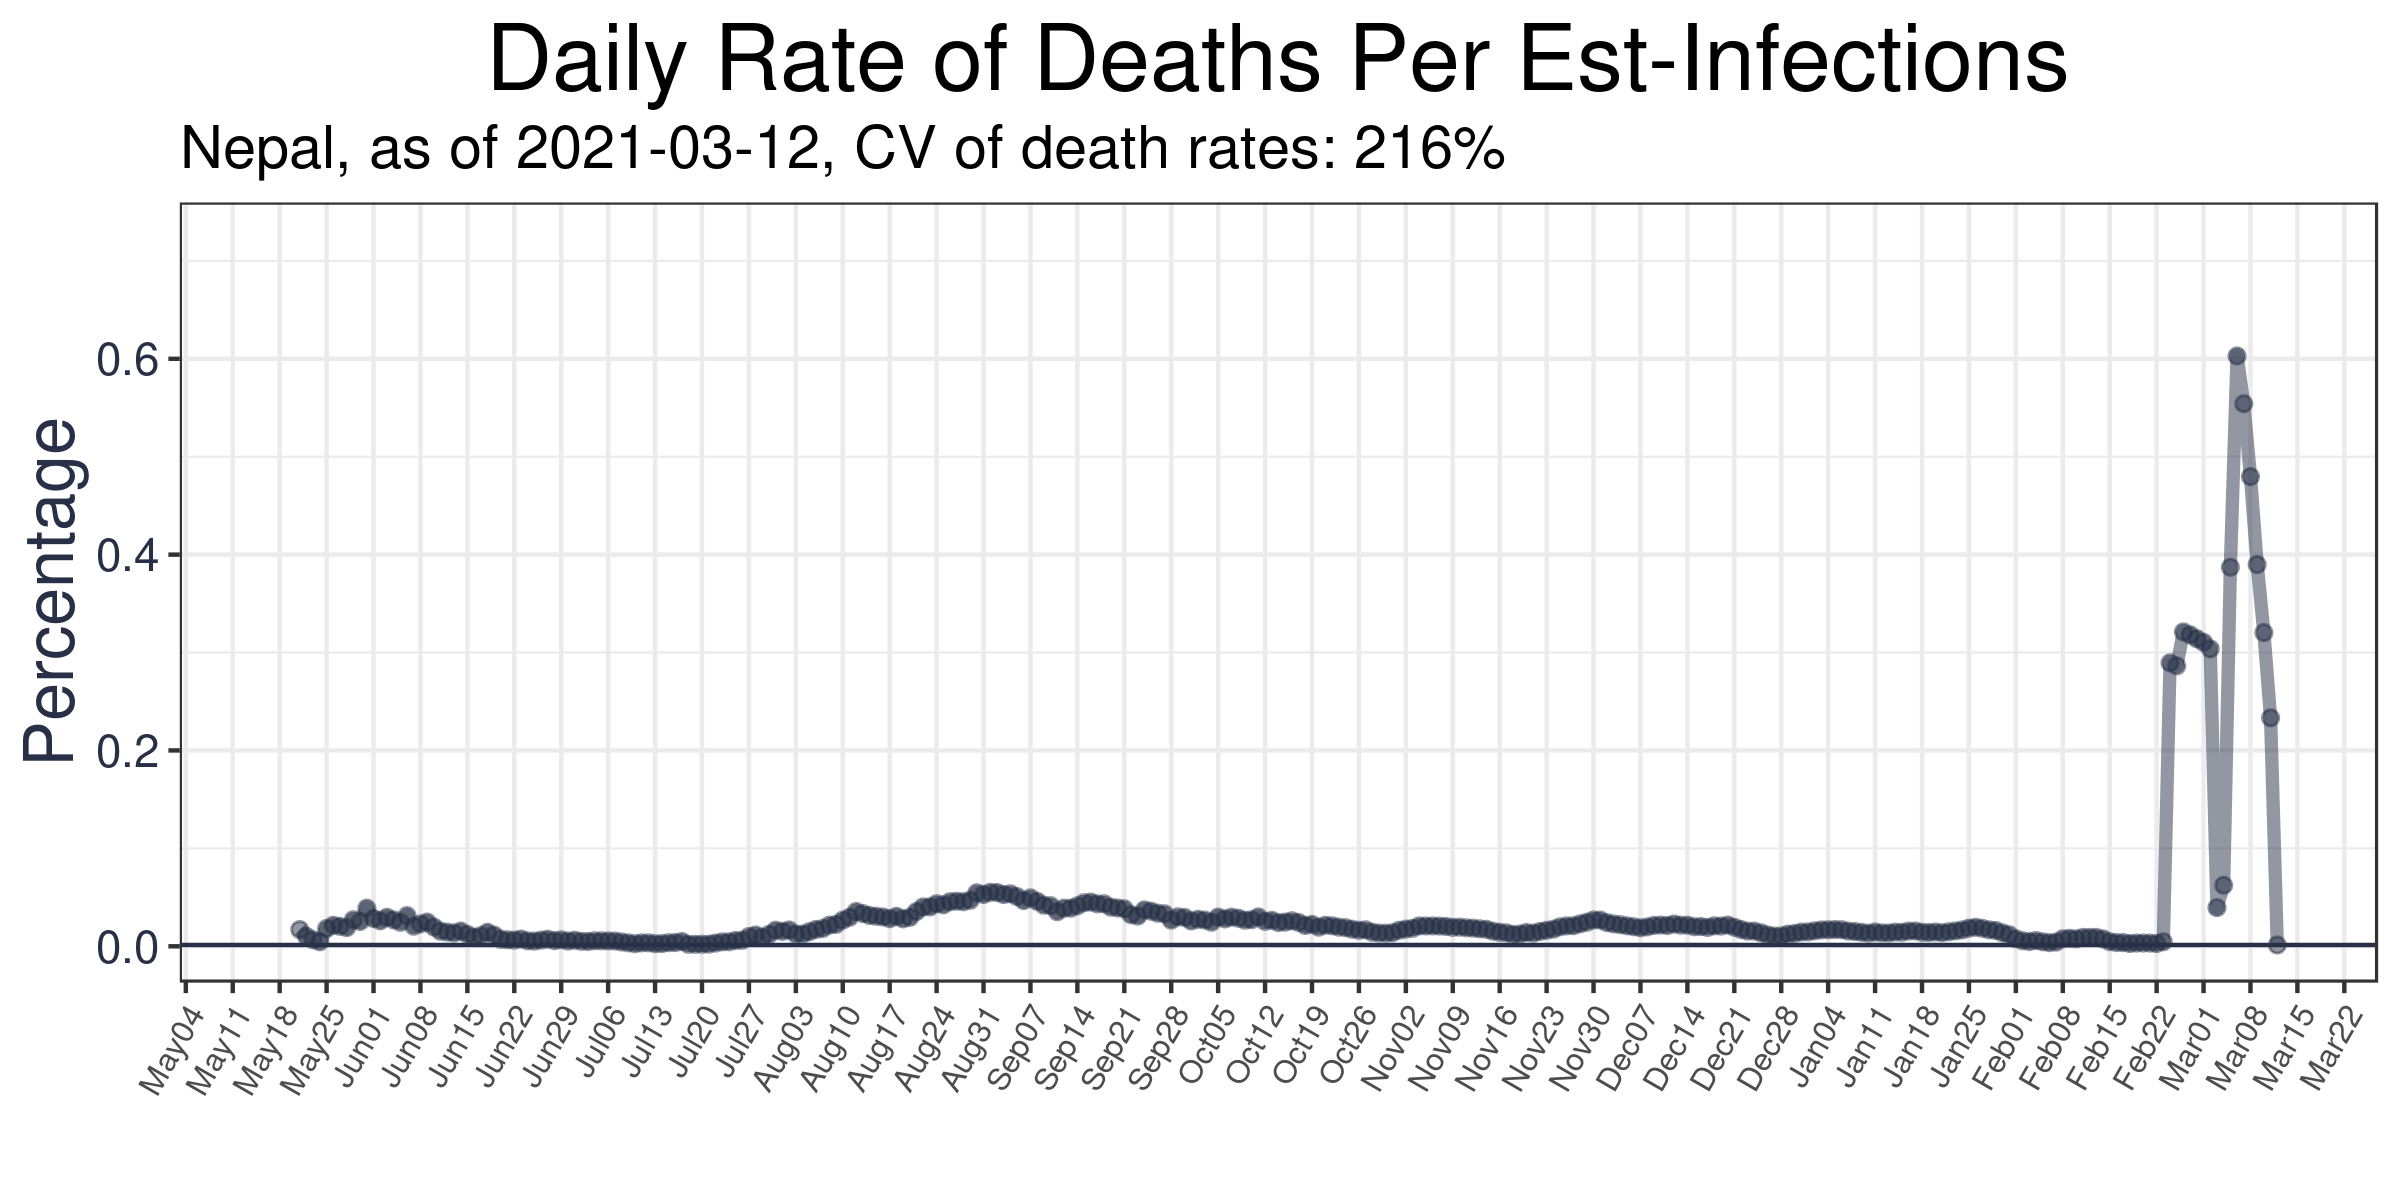 Daily Rate of Deaths Per Est-Infections
Nepal, as of 2021-03-12, CV of death rates: 216%
Percentage
0.6
0.4
0.2
0.0
May04 May11 May18 May25 Jun01 Jun08 Jun15 Jun22 Jun29 Jul06 Jul13 Jul20 Jul27 Aug03 Aug10 Aug17 Aug24 Aug31 Sep07 Sep14 Sep21 Sep28 Oct05 Oct12 Oct19 Oct26 Nov02 Nov09 Nov16 Nov23 Nov30 Dec07 Dec14 Dec21 Dec28 Jan04 Jan11 Jan18 Jan25 Feb01 Feb08 Feb15 Feb22 Mar01 Mar08 Mar15 Mar22